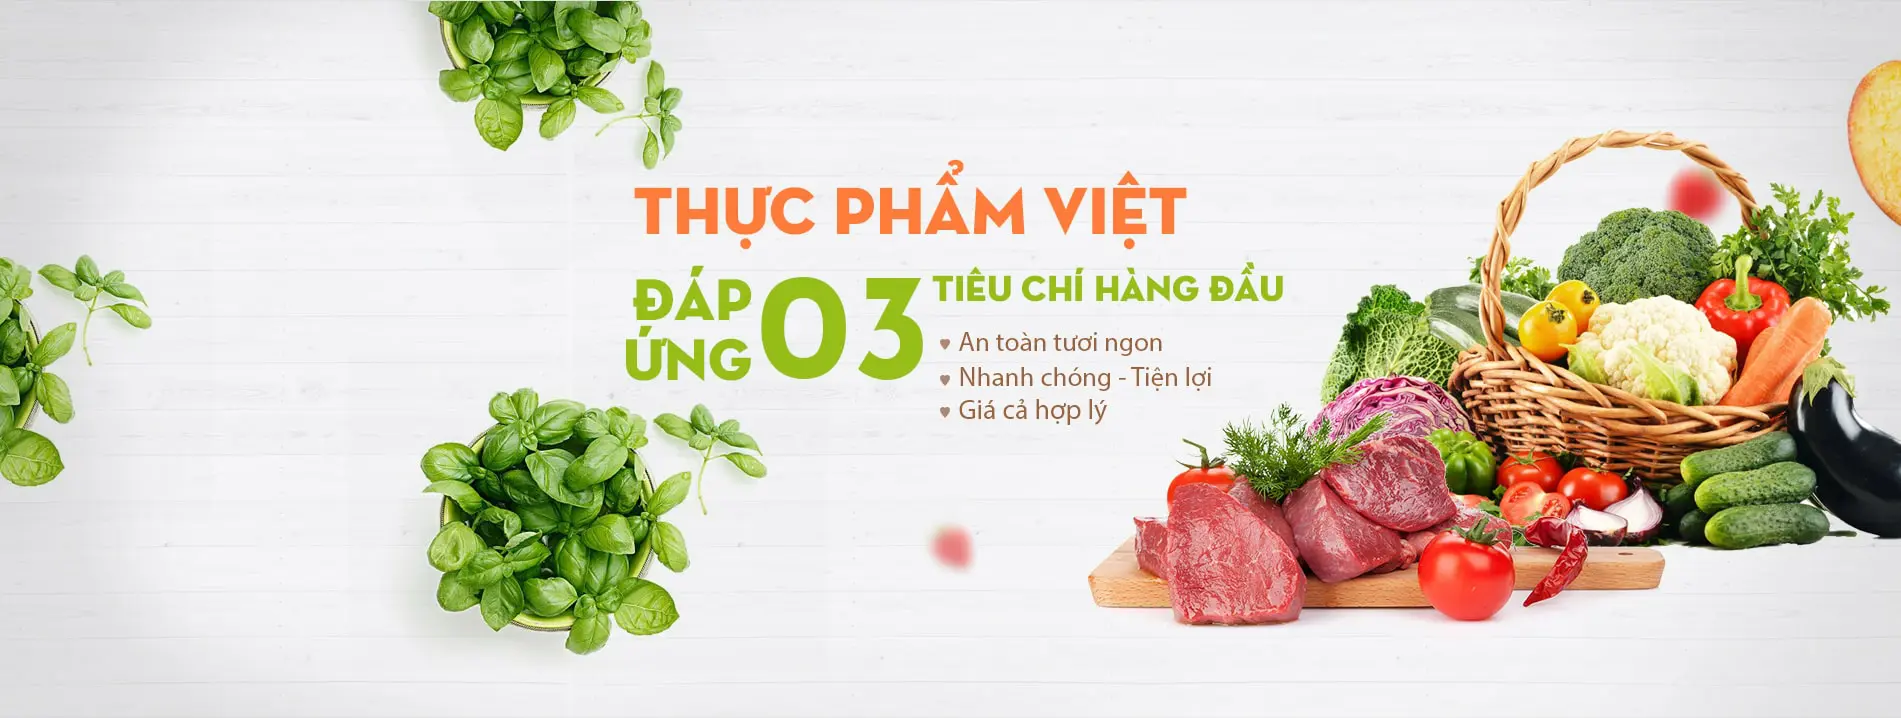 THỰC PHẨM VIỆT
ĐÁP ỨNG 03 TIÊU CHÍ HÀNG ĐẦU
An toàn tươi ngon
Nhanh chóng - Tiện lợi
Giá cả hợp lý